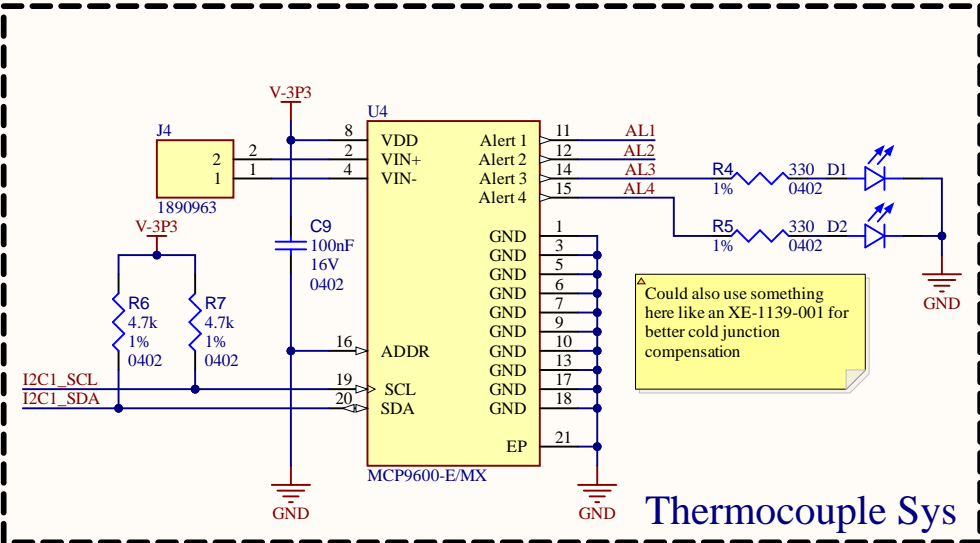 V-3P3
U4
J4
8 VDD Alert 1 11 AL1
2 2 2 VIN+ Alert 2 12 AL2
1 1 4 VIN- Alert 3 14 AL3 R4 330 D1
1% 0402
Alert 4 15 AL4
1890963
V-3P3
C9
100nF
16V
0402
GND 1 R5 330 D2
1% 0402
GND 3
GND 5
GND 6
GND 7
GND 9
GND 10
GND 13
GND 17
GND 18
EP 21
GND
Could also use something
here like an XE-1139-001 for
better cold junction
compensation
R6
4.7k
1%
0402
R7
4.7k
1%
0402
16 ADDR
I2C1_SCL 19 SCL
I2C1_SDA 20 SDA
MCP9600-E/MX
GND
GND
Thermocouple Sys